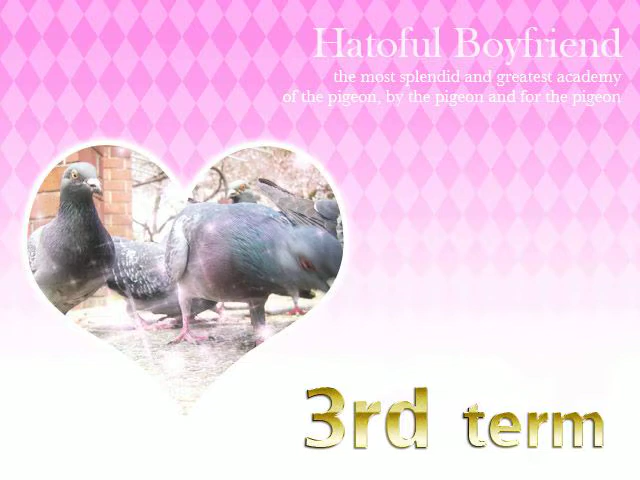 Hatoful Boyfriend
the most splendid and greatest academy
of the pigeon, by the pigeon and for the pigeon
3rd term